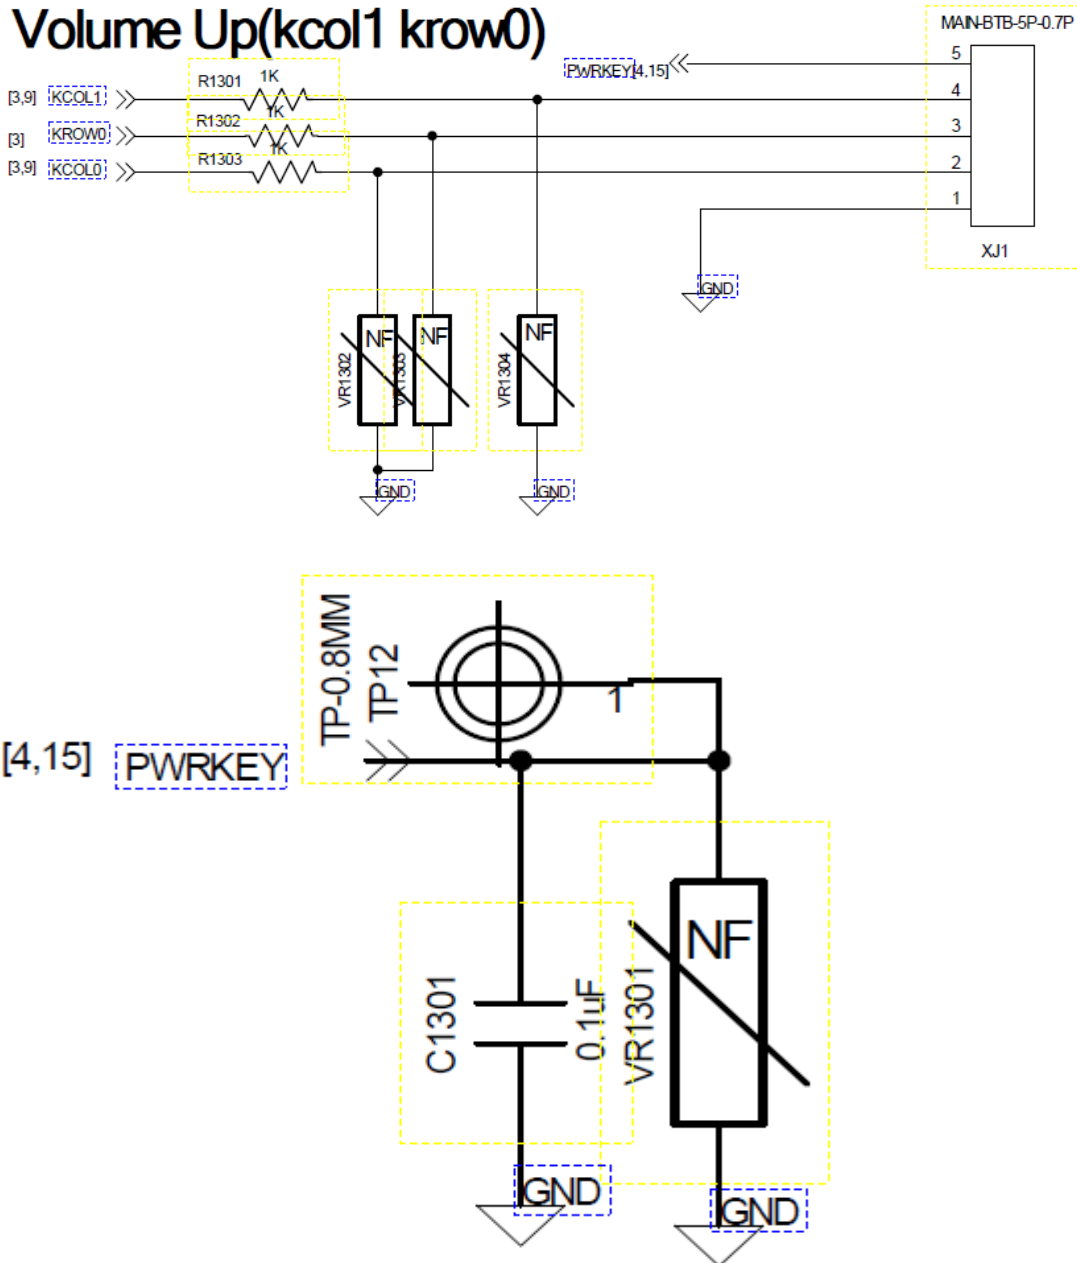 Volume Up(kcol1 krow0)
MAIN-BTB-5P-0.7P
PWRKEY[4,15]
5
R1301 1K
[3,9] KCOL1
4
R1302 1K
[3] KROW0
3
R1303 1K
[3,9] KCOL0
2
1
XJ1
GND
NF
NF
NF
VR1302
VR1303
VR1304
GND
GND
TP-0.8MM
TP12
1
[4,15] PWRKEY
NF
C1301
0.1uF
VR1301
GND
GND